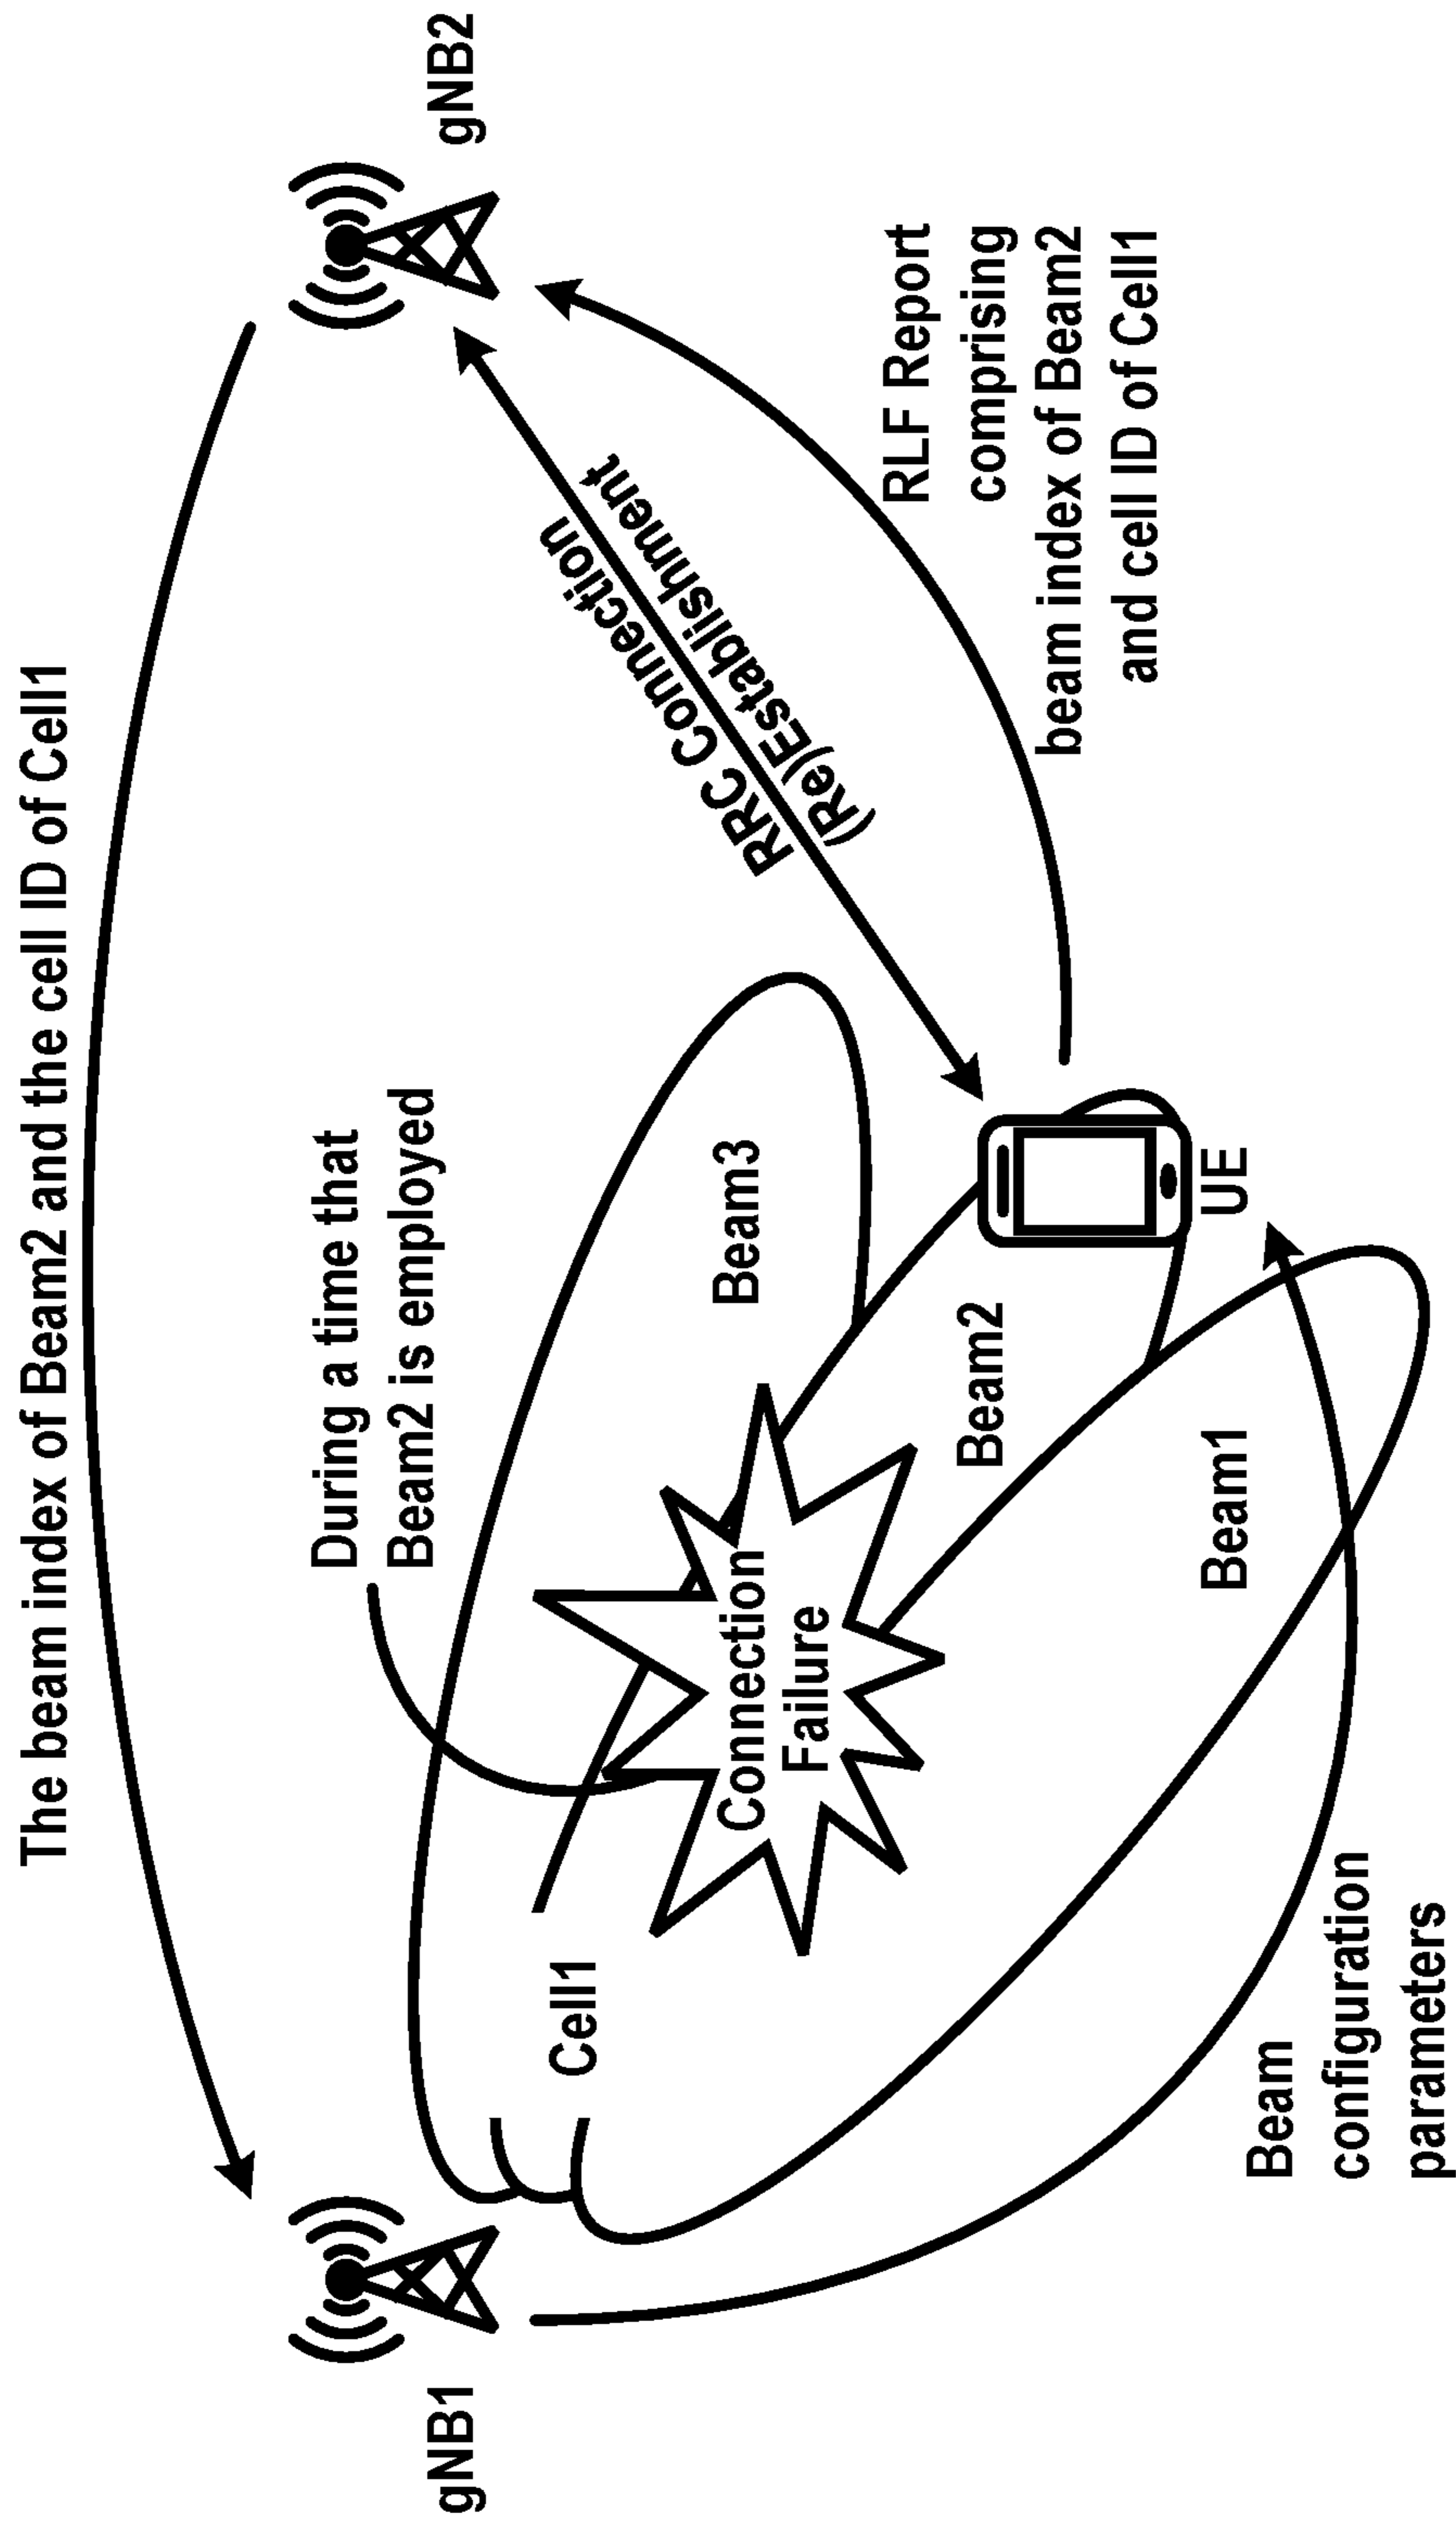 The beam index of Beam2 and the cell ID of Cell1
gNB1
gNB2
During a time that
Beam2 is employed
Cell1
Connection
Failure
Beam3
Beam2
Beam1
RRC Connection
(Re)Establishment
RLF Report
comprising
beam index of Beam2
and cell ID of Cell1
UE
Beam
configuration
parameters